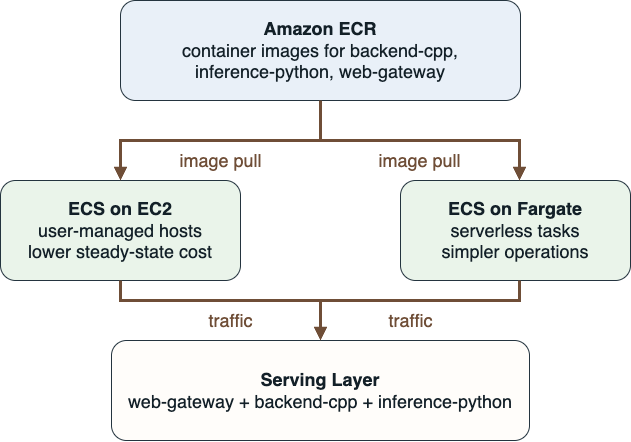 Amazon ECR
container images for backend-cpp,
inference-python, web-gateway
image pull
image pull
ECS on EC2
user-managed hosts
lower steady-state cost
ECS on Fargate
serverless tasks
simpler operations
traffic
traffic
Serving Layer
web-gateway + backend-cpp + inference-python